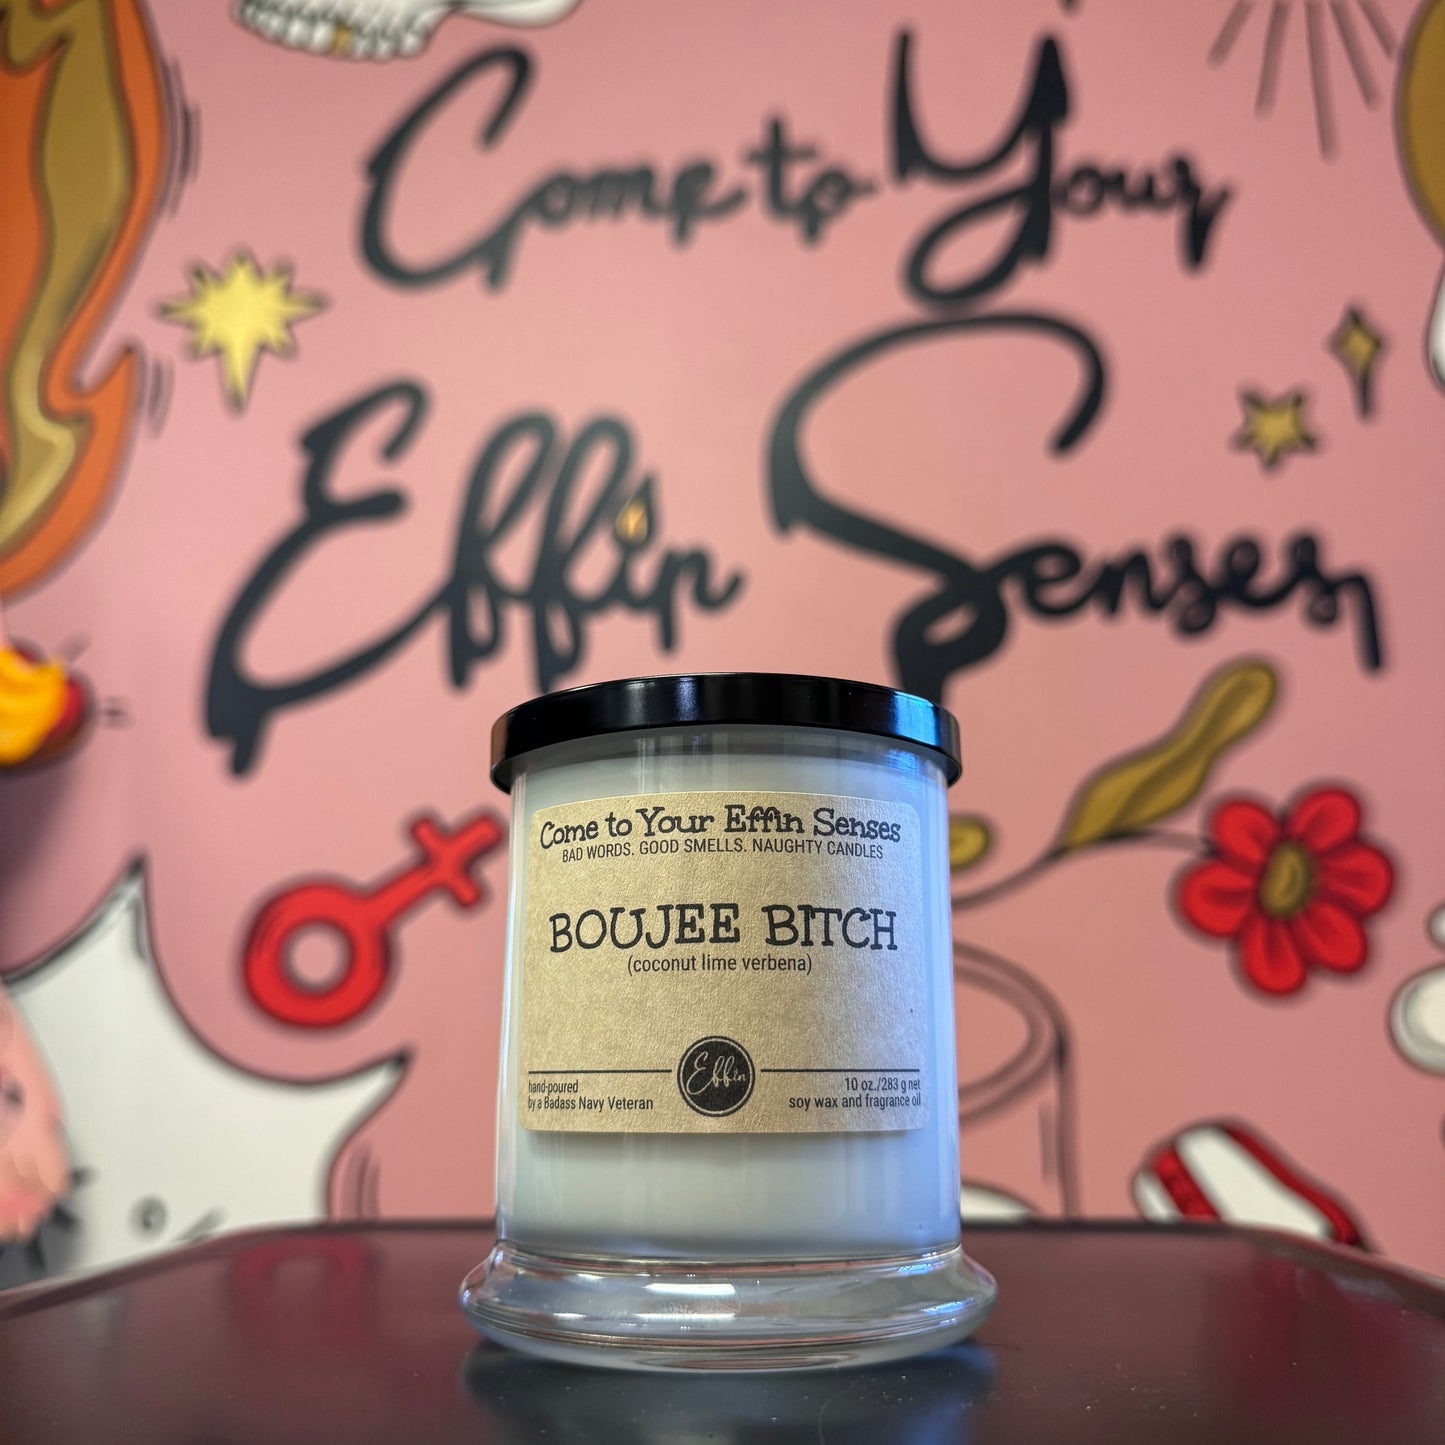 Come to Your
Effin Senses
Come to Your Effin Senses
BAD WORDS. GOOD SMELLS. NAUGHTY CANDLES
BOUJEE BITCH
(coconut lime verbena)
Effin
hand-poured
by a Badass Navy Veteran
10 oz./283 g net
soy wax and fragrance oil